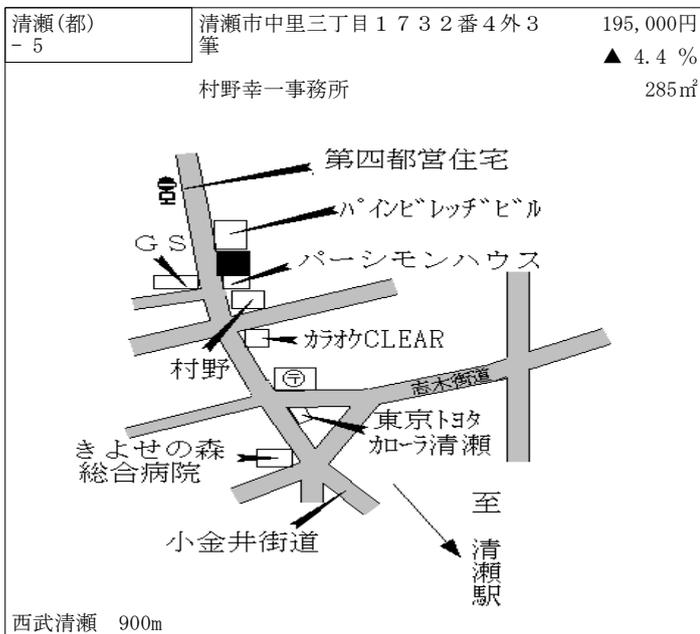 清瀬(都)
- 5
清瀬市中里三丁目１７３２番４外３
筆
195,000円
▲ 4.4 %
村野幸一事務所
285㎡
第四都営住宅
ﾊﾟｲﾝﾋﾞﾚｯﾁﾞﾋﾞﾙ
ＧＳ
パーシモンハウス
ｶﾗｵｹCLEAR
村野
〒
志木街道
東京ﾄﾖﾀ
ｶﾛｰﾗ清瀬
きよせの森
総合病院
小金井街道
至
清瀬駅
西武清瀬　900m